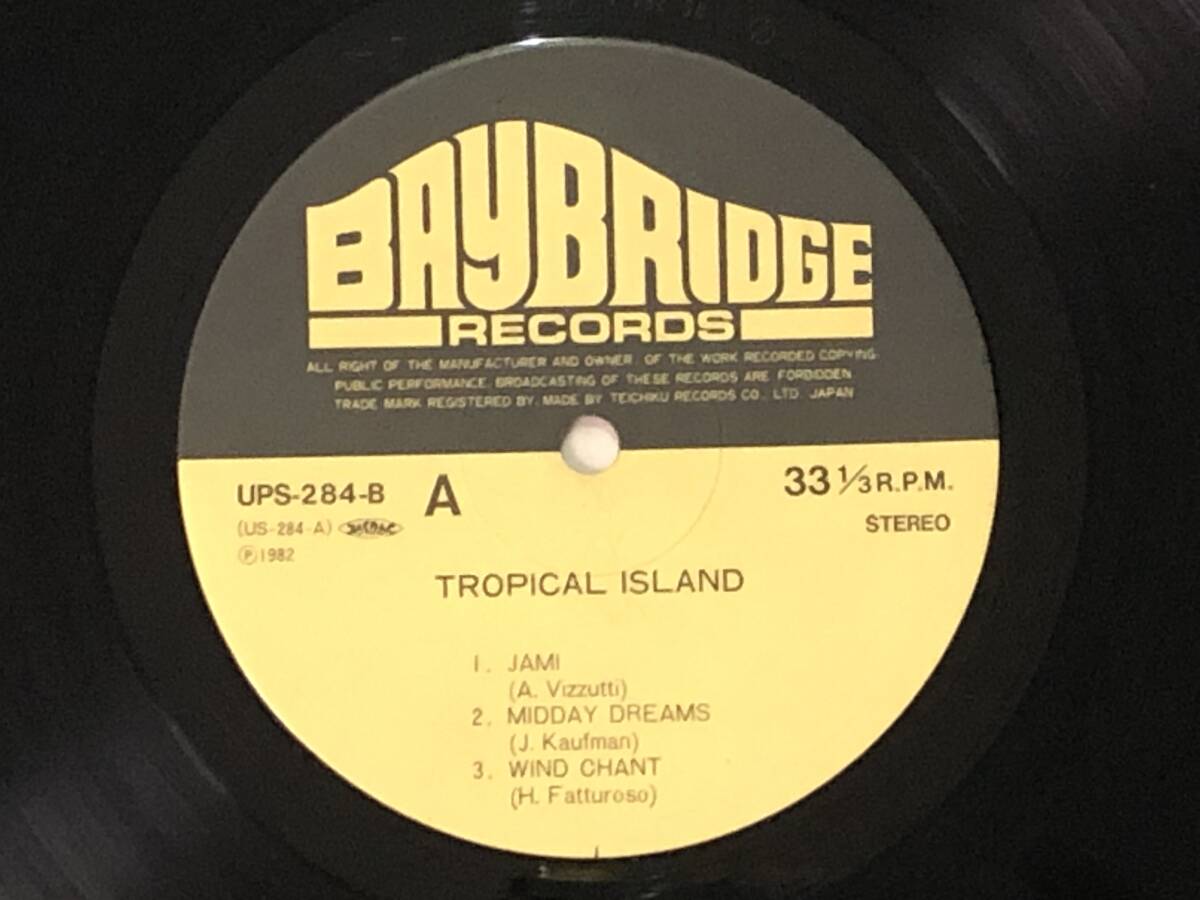 BAYBRIDGE
RECORDS
ALL RIGHT OF THE MANUFACTURER AND OWNER OF THE WORK RECORDED COPYING
PUBLIC PERFORMANCE, BROADCASTING OF THESE RECORDS ARE FORBIDDEN
TRADE MARK REGISTERED BY, MADE BY TEICHIKU RECORDS CO., LTD. JAPAN
UPS-284-B A 33 1/3 R.P.M.
(US-284-A) JASRAC STEREO
Ⓟ1982
TROPICAL ISLAND
1. JAMI
(A. Vizzutti)
2. MIDDAY DREAMS
(J. Kaufman)
3. WIND CHANT
(H. Fatturoso)